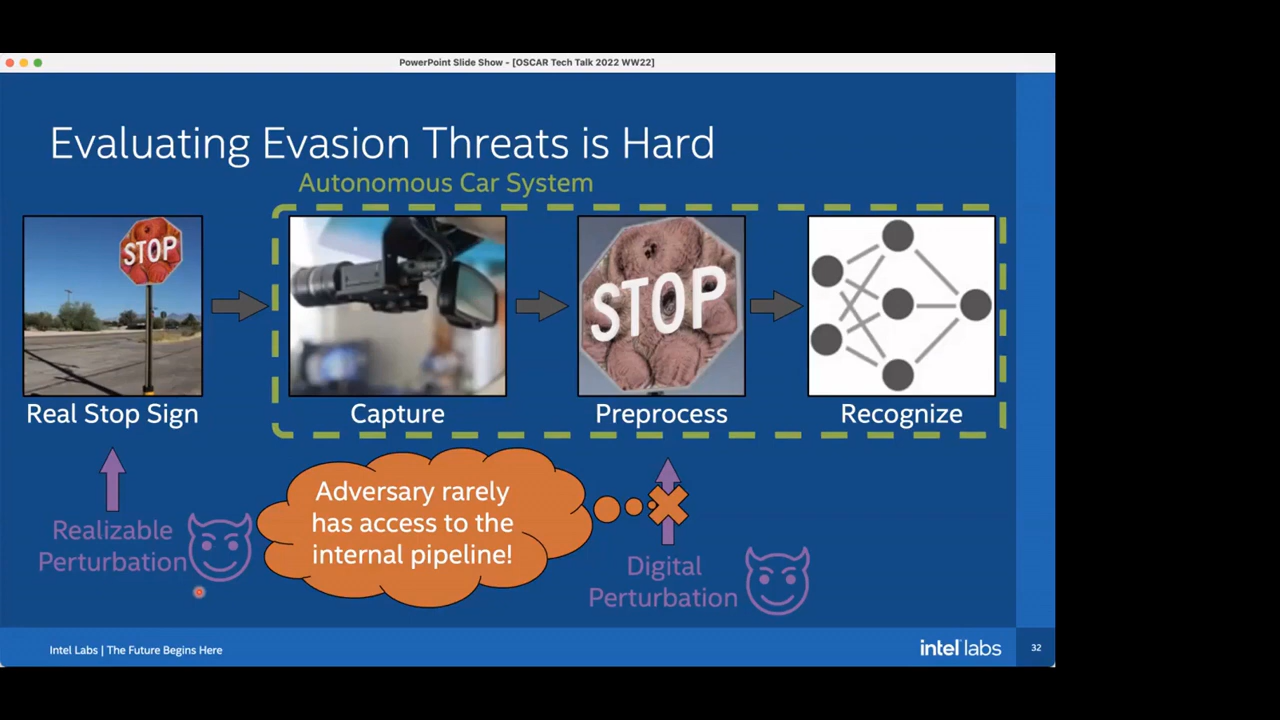 PowerPoint Slide Show - [OSCAR Tech Talk 2022 WW22]
Evaluating Evasion Threats is Hard
Autonomous Car System
STOP
STOP
Real Stop Sign
Capture
Preprocess
Recognize
Adversary rarely
has access to the
internal pipeline!
Realizable
Perturbation
Digital
Perturbation
Intel Labs | The Future Begins Here
intel labs
32